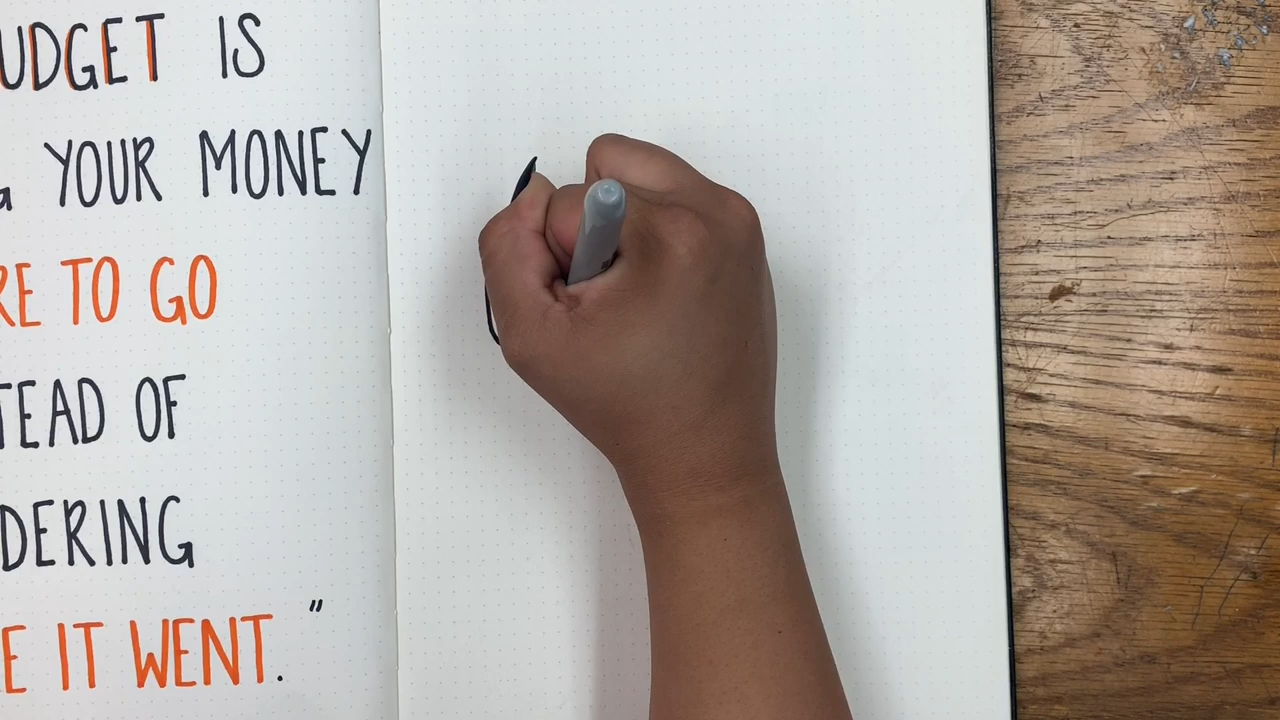 UDGET IS
G YOUR MONEY
RE TO GO
TEAD OF
DERING
E IT WENT."